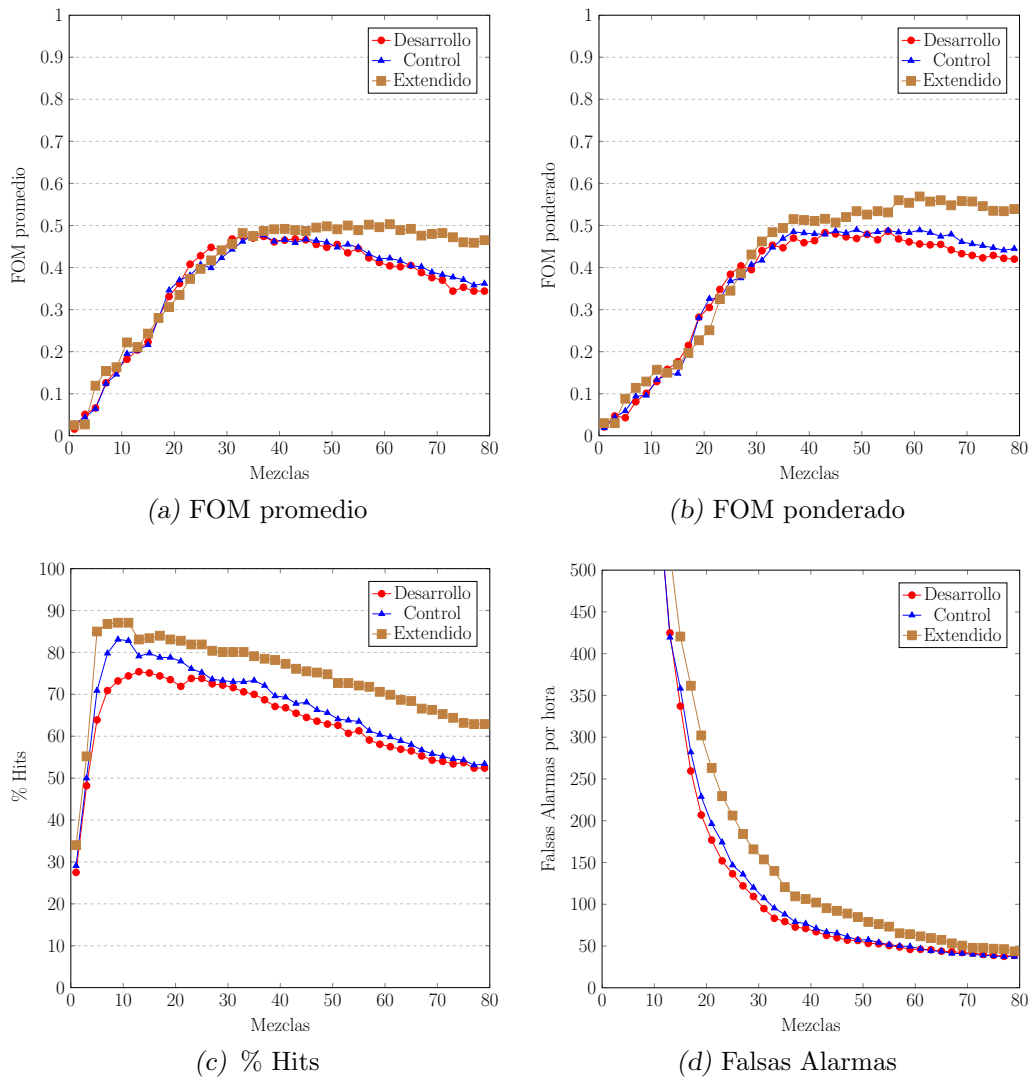 1
0.9
0.8
0.7
0.6
0.5
0.4
0.3
0.2
0.1
0
FOM promedio
0 10 20 30 40 50 60 70 80
Mezclas
Desarrollo
Control
Extendido
(a) FOM promedio
1
0.9
0.8
0.7
0.6
0.5
0.4
0.3
0.2
0.1
0
FOM ponderado
0 10 20 30 40 50 60 70 80
Mezclas
Desarrollo
Control
Extendido
(b) FOM ponderado
100
90
80
70
60
50
40
30
20
10
0
% Hits
0 10 20 30 40 50 60 70 80
Mezclas
Desarrollo
Control
Extendido
(c) % Hits
500
450
400
350
300
250
200
150
100
50
0
Falsas Alarmas por hora
0 10 20 30 40 50 60 70 80
Mezclas
Desarrollo
Control
Extendido
(d) Falsas Alarmas